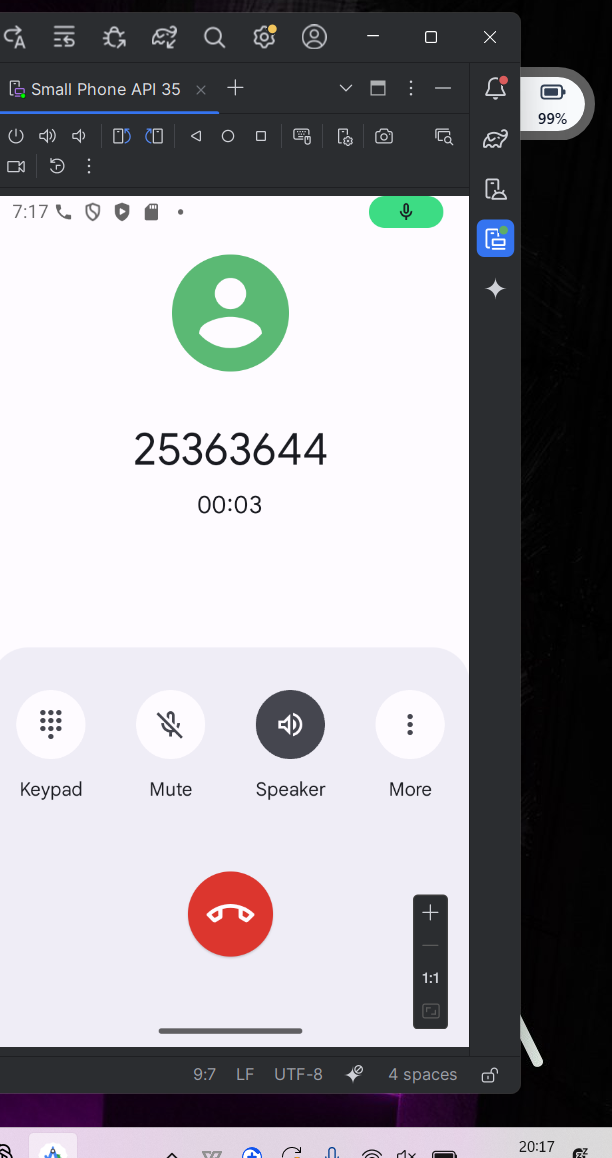 Small Phone API 35
99%
7:17
25363644
00:03
Keypad Mute Speaker More
1:1
9:7 LF UTF-8 4 spaces
20:17